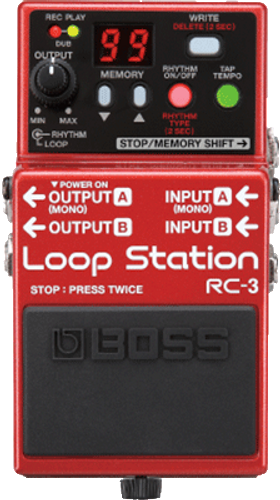 REC PLAY
DUB
WRITE
DELETE (2 SEC)
OUTPUT
99
MEMORY
RHYTHM
ON/OFF
TAP
TEMPO
MIN MAX
RHYTHM
TYPE
(2 SEC)
RHYTHM
LOOP
STOP/MEMORY SHIFT
POWER ON
OUTPUT A
(MONO)
INPUT A
(MONO)
OUTPUT B
INPUT B
Loop Station
RC-3
STOP : PRESS TWICE
BOSS